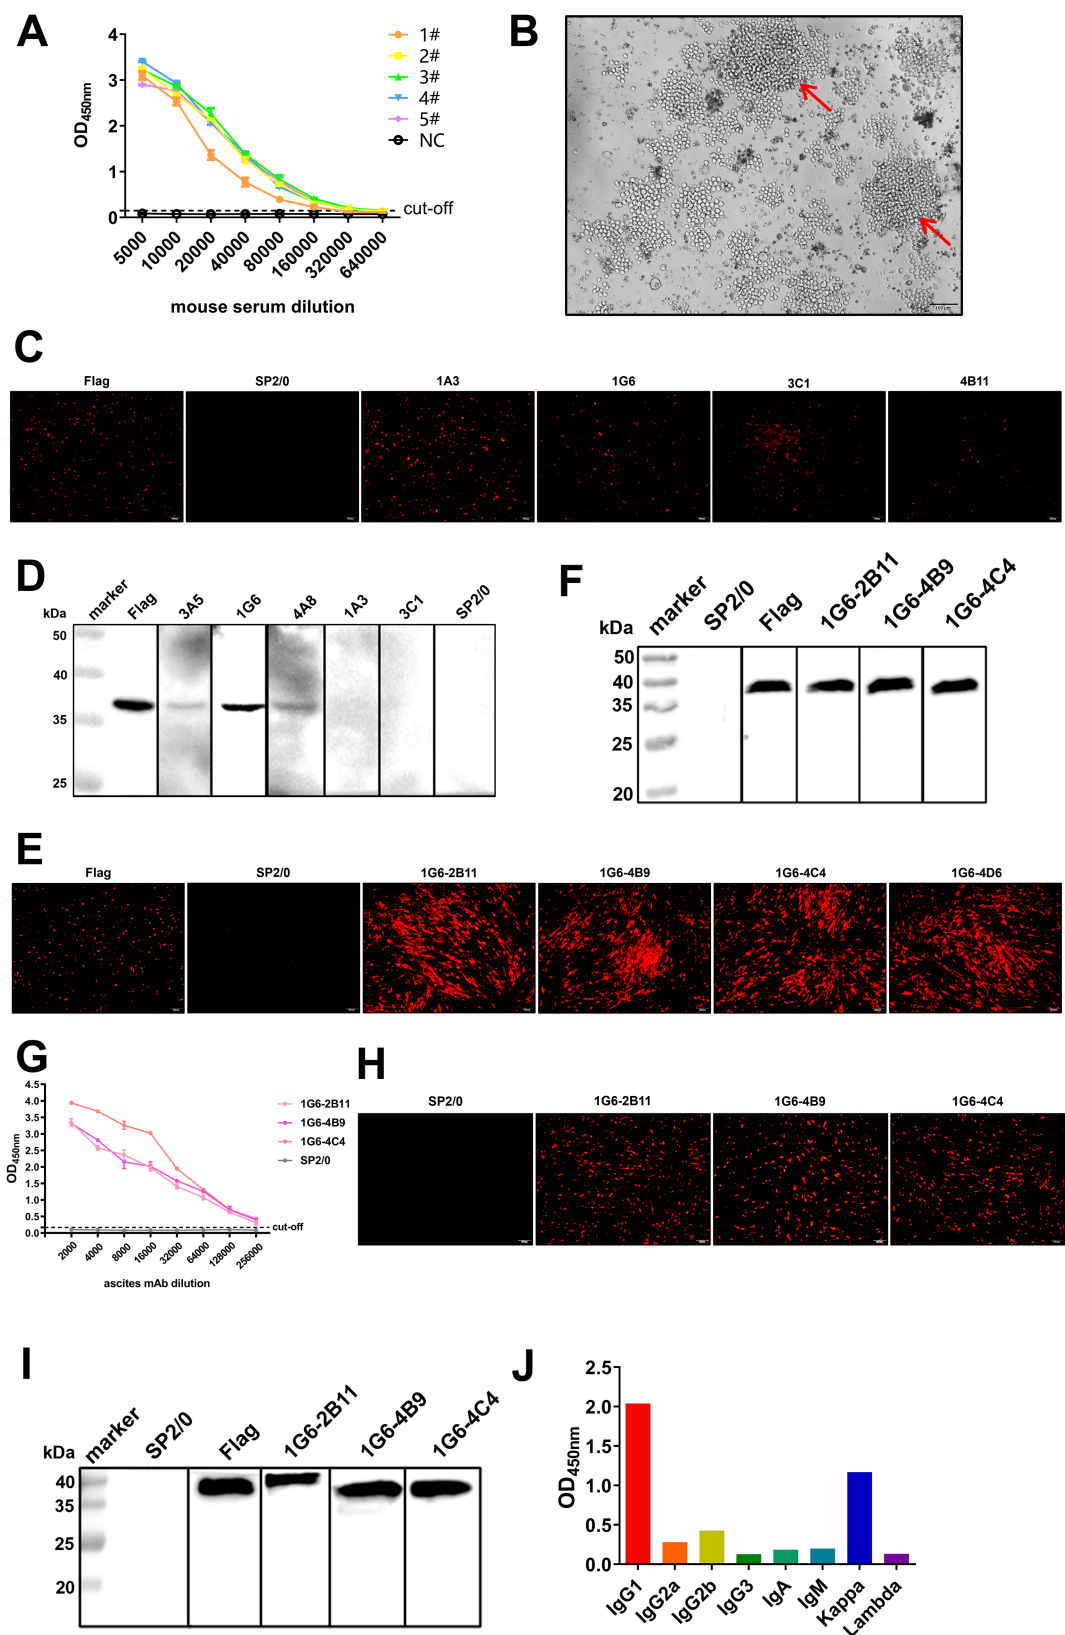 A
OD450nm
4
3
2
1
0
5000
10000
20000
40000
80000
160000
320000
640000
mouse serum dilution
cut-off
1#
2#
3#
4#
5#
NC
B
C
Flag SP2/0 1A3 1G6 3C1 4B11
D
kDa marker Flag 3A5 1G6 4A8 1A3 3C1 SP2/0
50
40
35
25
F
kDa marker SP2/0 Flag 1G6-2B11 1G6-4B9 1G6-4C4
50
40
35
25
20
E
Flag SP2/0 1G6-2B11 1G6-4B9 1G6-4C4 1G6-4D6
G
OD450nm
4.5
4.0
3.5
3.0
2.5
2.0
1.5
1.0
0.5
0.0
2000
4000
8000
16000
32000
64000
128000
256000
ascites mAb dilution
cut-off
1G6-2B11
1G6-4B9
1G6-4C4
SP2/0
H
SP2/0 1G6-2B11 1G6-4B9 1G6-4C4
I
kDa marker SP2/0 Flag 1G6-2B11 1G6-4B9 1G6-4C4
40
35
25
20
J
OD450nm
2.5
2.0
1.5
1.0
0.5
0.0
IgG1
IgG2a
IgG2b
IgG3
IgA
IgM
Kappa
Lambda